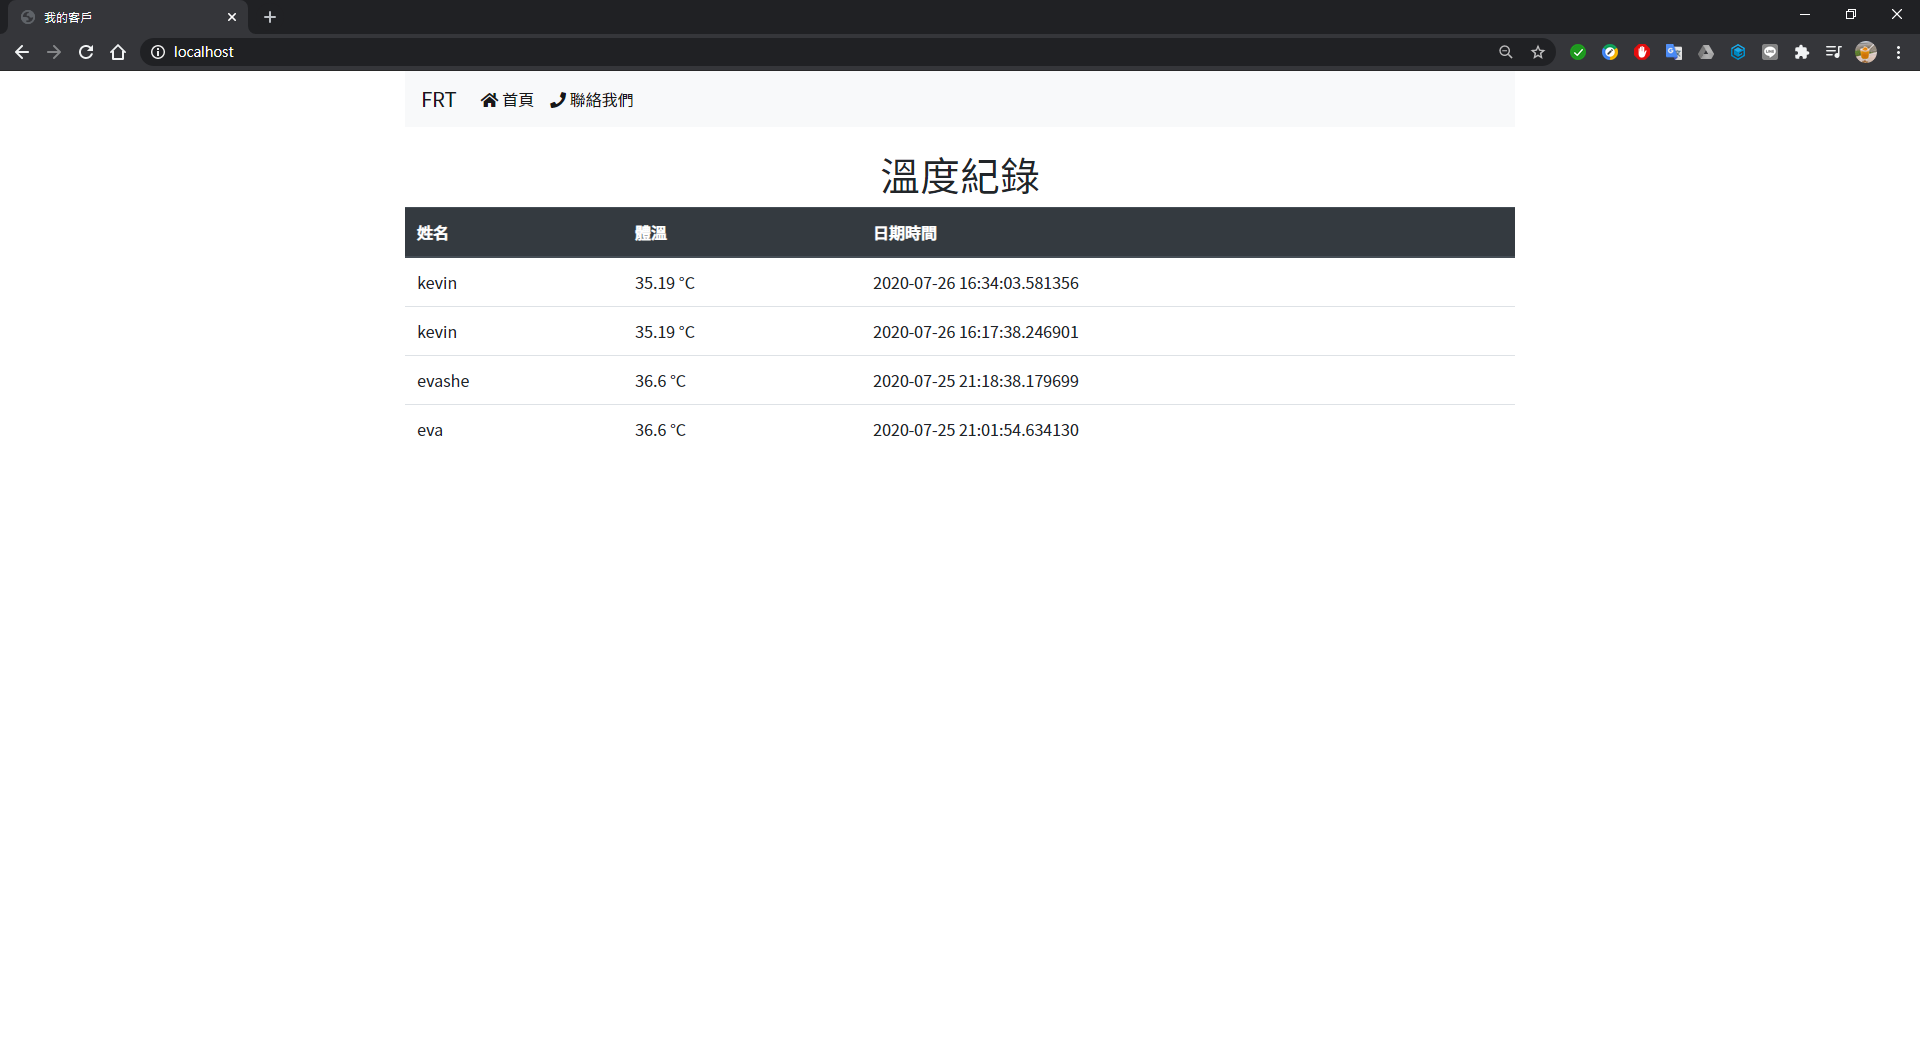 我的客戶
localhost
FRT 首頁 聯絡我們
溫度紀錄
姓名 體溫 日期時間
kevin 35.19 °C 2020-07-26 16:34:03.581356
kevin 35.19 °C 2020-07-26 16:17:38.246901
evashe 36.6 °C 2020-07-25 21:18:38.179699
eva 36.6 °C 2020-07-25 21:01:54.634130